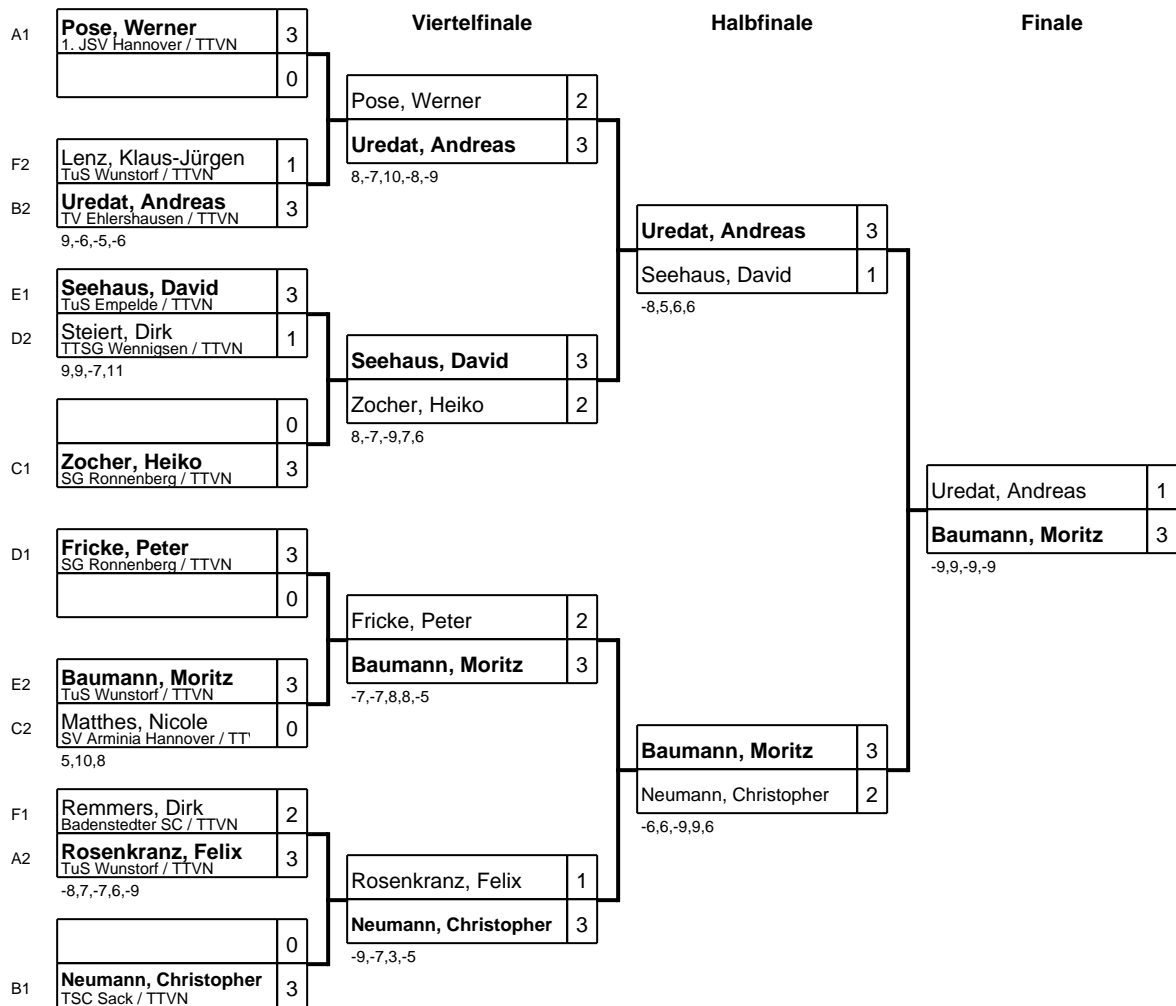 Viertelfinale
Halbfinale
Finale
A1 Pose, Werner 3
1. JSV Hannover / TTVN
0
F2 Lenz, Klaus-Jürgen 1
TuS Wunstorf / TTVN
B2 Uredat, Andreas 3
TV Ehlershausen / TTVN
9,-6,-5,-6
E1 Seehaus, David 3
TuS Empelde / TTVN
D2 Steiert, Dirk 1
TTSG Wennigsen / TTVN
9,9,-7,11
0
C1 Zocher, Heiko 3
SG Ronnenberg / TTVN
D1 Fricke, Peter 3
SG Ronnenberg / TTVN
0
E2 Baumann, Moritz 3
TuS Wunstorf / TTVN
C2 Matthes, Nicole 0
SV Arminia Hannover / TT
5,10,8
F1 Remmers, Dirk 2
Badenstedter SC / TTVN
A2 Rosenkranz, Felix 3
TuS Wunstorf / TTVN
-8,7,-7,6,-9
0
B1 Neumann, Christopher 3
TSC Sack / TTVN
Pose, Werner 2
Uredat, Andreas 3
8,-7,10,-8,-9
Seehaus, David 3
Zocher, Heiko 2
8,-7,-9,7,6
Fricke, Peter 2
Baumann, Moritz 3
-7,-7,8,8,-5
Rosenkranz, Felix 1
Neumann, Christopher 3
-9,-7,3,-5
Uredat, Andreas 3
Seehaus, David 1
-8,5,6,6
Baumann, Moritz 3
Neumann, Christopher 2
-6,6,-9,9,6
Uredat, Andreas 1
Baumann, Moritz 3
-9,9,-9,-9